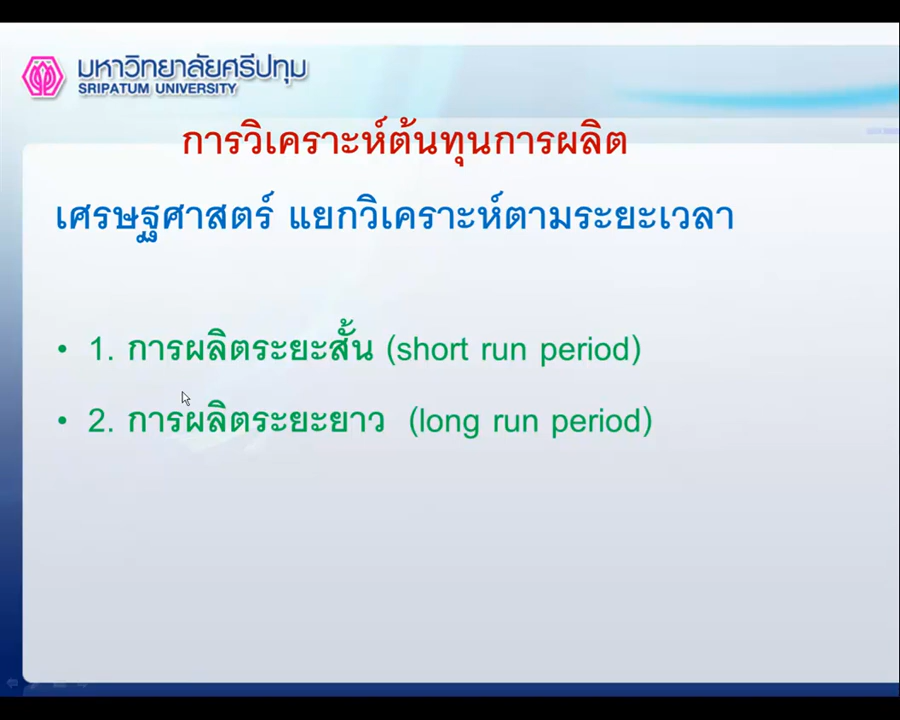 มหาวิทยาลัยศรีปทุม
SRIPATUM UNIVERSITY
การวิเคราะห์ต้นทุนการผลิต
เศรษฐศาสตร์ แยกวิเคราะห์ตามระยะเวลา
• 1. การผลิตระยะสั้น (short run period)
• 2. การผลิตระยะยาว (long run period)